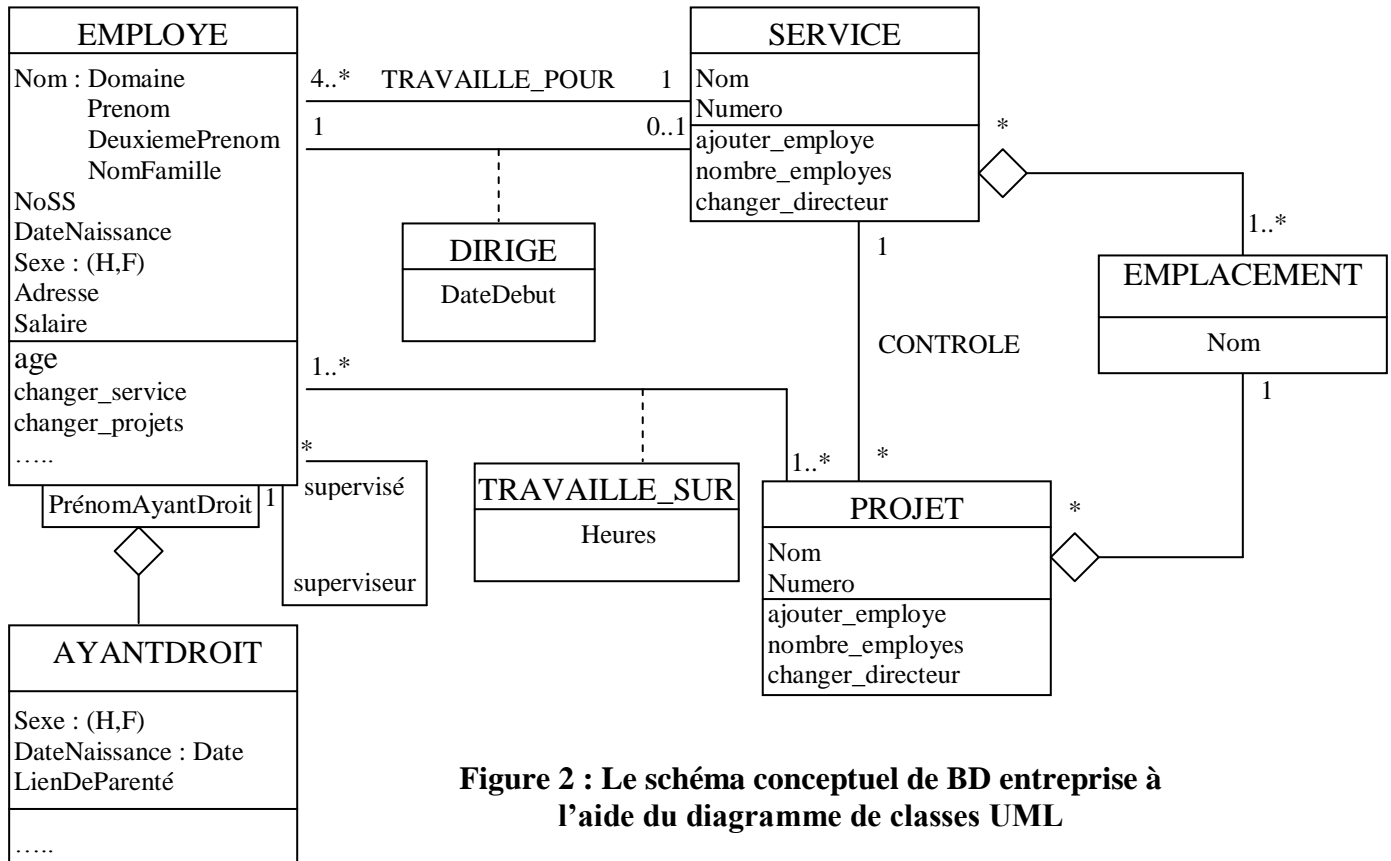 EMPLOYE
Nom : Domaine
Prenom
DeuxiemePrenom
NomFamille
NoSS
DateNaissance
Sexe : (H,F)
Adresse
Salaire
age
changer_service
changer_projets
…..
PrénomAyantDroit
4..*
TRAVAILLE_POUR
1
1
0..1
SERVICE
Nom
Numero
ajouter_employe
nombre_employes
changer_directeur
*
1..*
DIRIGE
DateDebut
1
CONTROLE
*
EMPLACEMENT
Nom
1
1..*
1..*
TRAVAILLE_SUR
Heures
*
1
supervisé
superviseur
PROJET
Nom
Numero
ajouter_employe
nombre_employes
changer_directeur
*
AYANTDROIT
Sexe : (H,F)
DateNaissance : Date
LienDeParenté
…..
Figure 2 : Le schéma conceptuel de BD entreprise à
l’aide du diagramme de classes UML